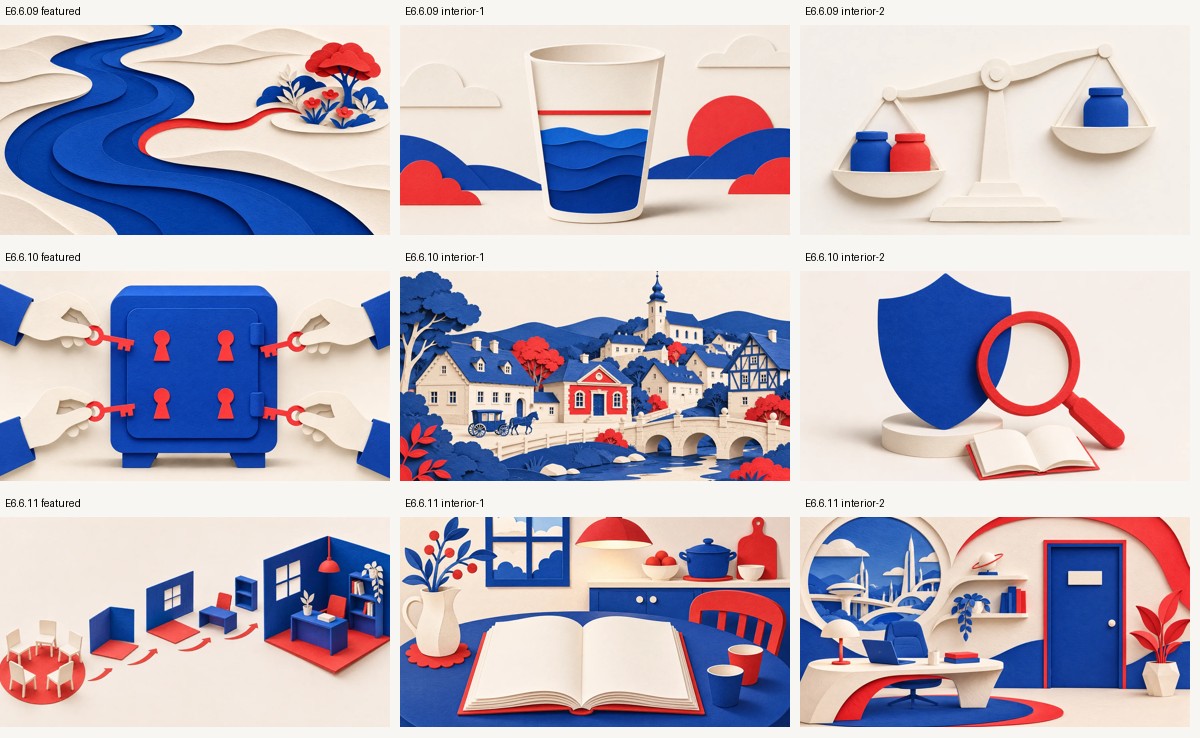 E6.6.09 featured
E6.6.09 interior-1
E6.6.09 interior-2
E6.6.10 featured
E6.6.10 interior-1
E6.6.10 interior-2
E6.6.11 featured
E6.6.11 interior-1
E6.6.11 interior-2